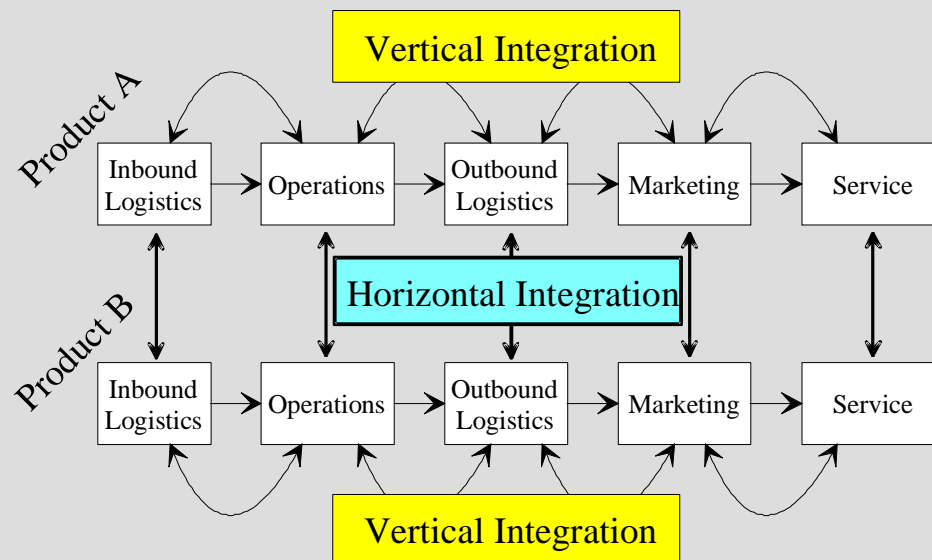 Vertical Integration
Product A
Inbound
Logistics
Operations
Outbound
Logistics
Marketing
Service
Horizontal Integration
Product B
Inbound
Logistics
Operations
Outbound
Logistics
Marketing
Service
Vertical Integration